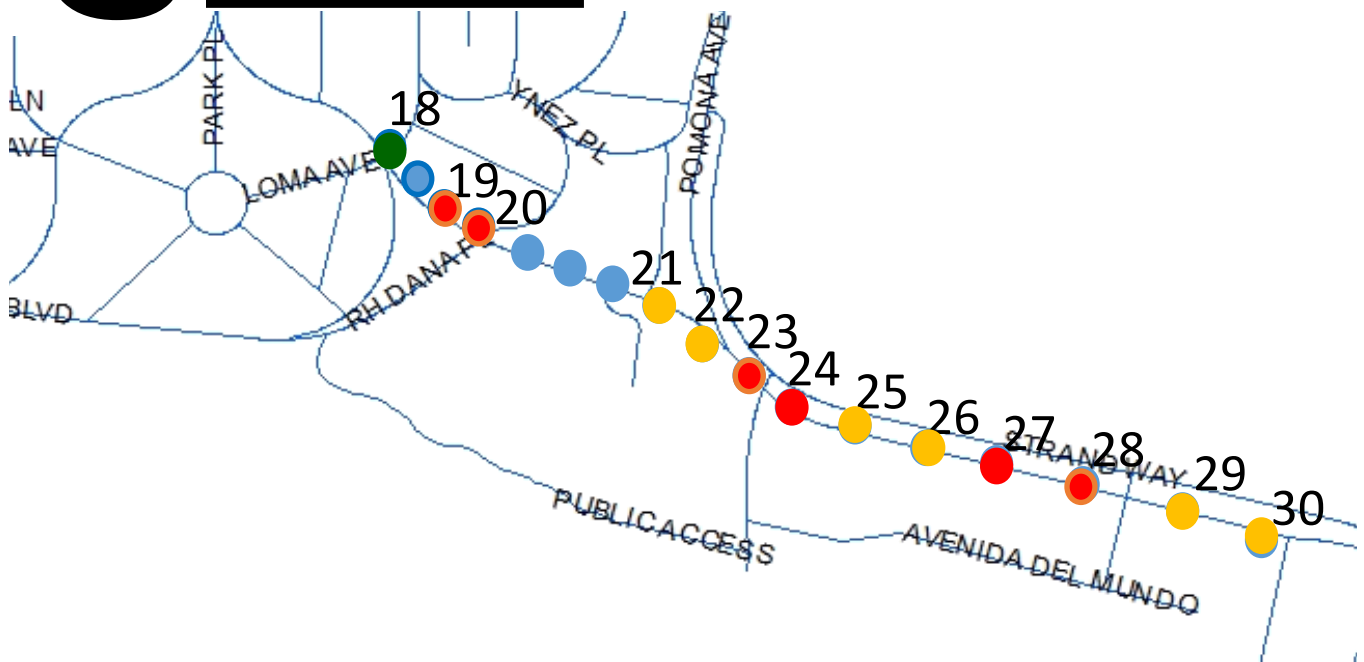 PARK PL
LN
AVE
18
YNEZ PL
POMONA AVE
LOMA AVE
19
20
RH DANA
21
BLVD
22
23
24
25
26
27
STRAND WAY
28
29
30
PUBLIC ACCESS
AVENIDA DEL MUNDO